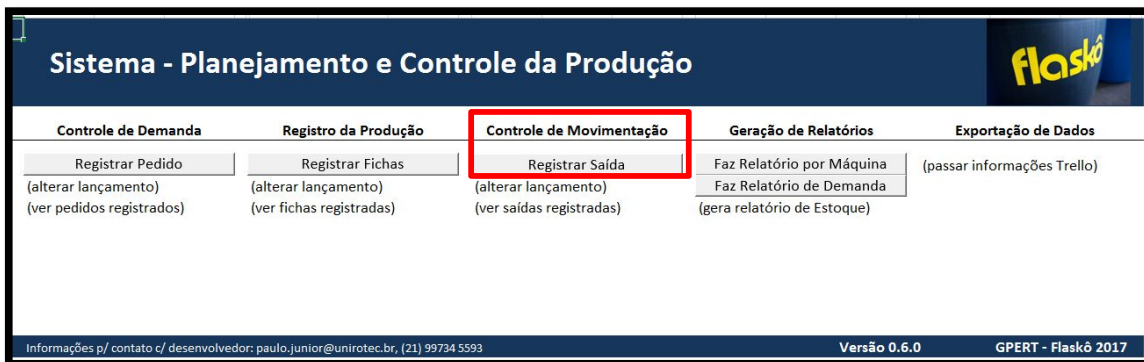 Sistema - Planejamento e Controle da Produção
flaskô
Controle de Demanda Registro da Produção Controle de Movimentação Geração de Relatórios Exportação de Dados
Registrar Pedido Registrar Fichas Registrar Saída Faz Relatório por Máquina (passar informações Trello)
(alterar lançamento) (alterar lançamento) (alterar lançamento) Faz Relatório de Demanda
(ver pedidos registrados) (ver fichas registradas) (ver saídas registradas) (gera relatório de Estoque)
Informações p/ contato c/ desenvolvedor: paulo.junior@unirotec.br, (21) 99734 5593 Versão 0.6.0 GPERT - Flaskô 2017